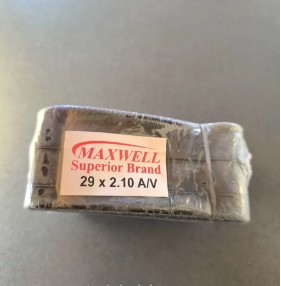 MAXWELL
Superior Brand
29 x 2.10 A/V